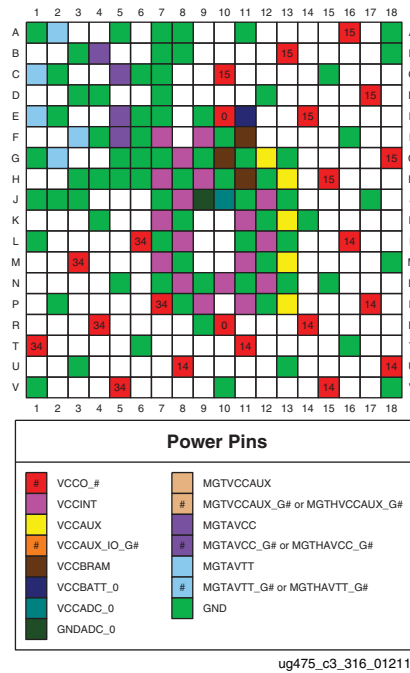 1 2 3 4 5 6 7 8 9 10 11 12 13 14 15 16 17 18
A 15
B 15
C 15
D 15
E 0 14
F
G 15
H 15
J
K
L 34 14
M 34
N
P 34 14
R 34 0 14
T 34 14
U 14 14
V 34 14
1 2 3 4 5 6 7 8 9 10 11 12 13 14 15 16 17 18
Power Pins
# VCCO_#
VCCINT
VCCAUX
# VCCAUX_IO_G#
VCCBRAM
VCCBATT_0
VCCADC_0
GNDADC_0
MGTVCCAUX
# MGTVCCAUX_G# or MGTHVCCAUX_G#
MGTAVCC
# MGTAVCC_G# or MGTHAVCC_G#
MGTAVTT
# MGTAVTT_G# or MGTHAVTT_G#
GND
ug475_c3_316_01211